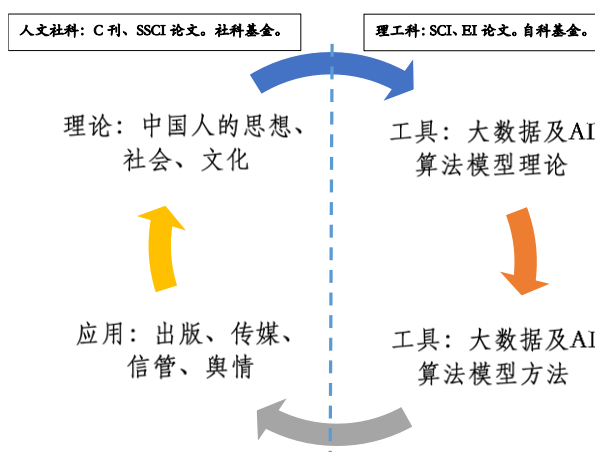 人文社科：C 刊、SSCI 论文。社科基金。
理工科：SCI、EI 论文。自科基金。
理论：中国人的思想、
社会、文化
工具：大数据及AI
算法模型理论
应用：出版、传媒、
信管、舆情
工具：大数据及AI
算法模型方法